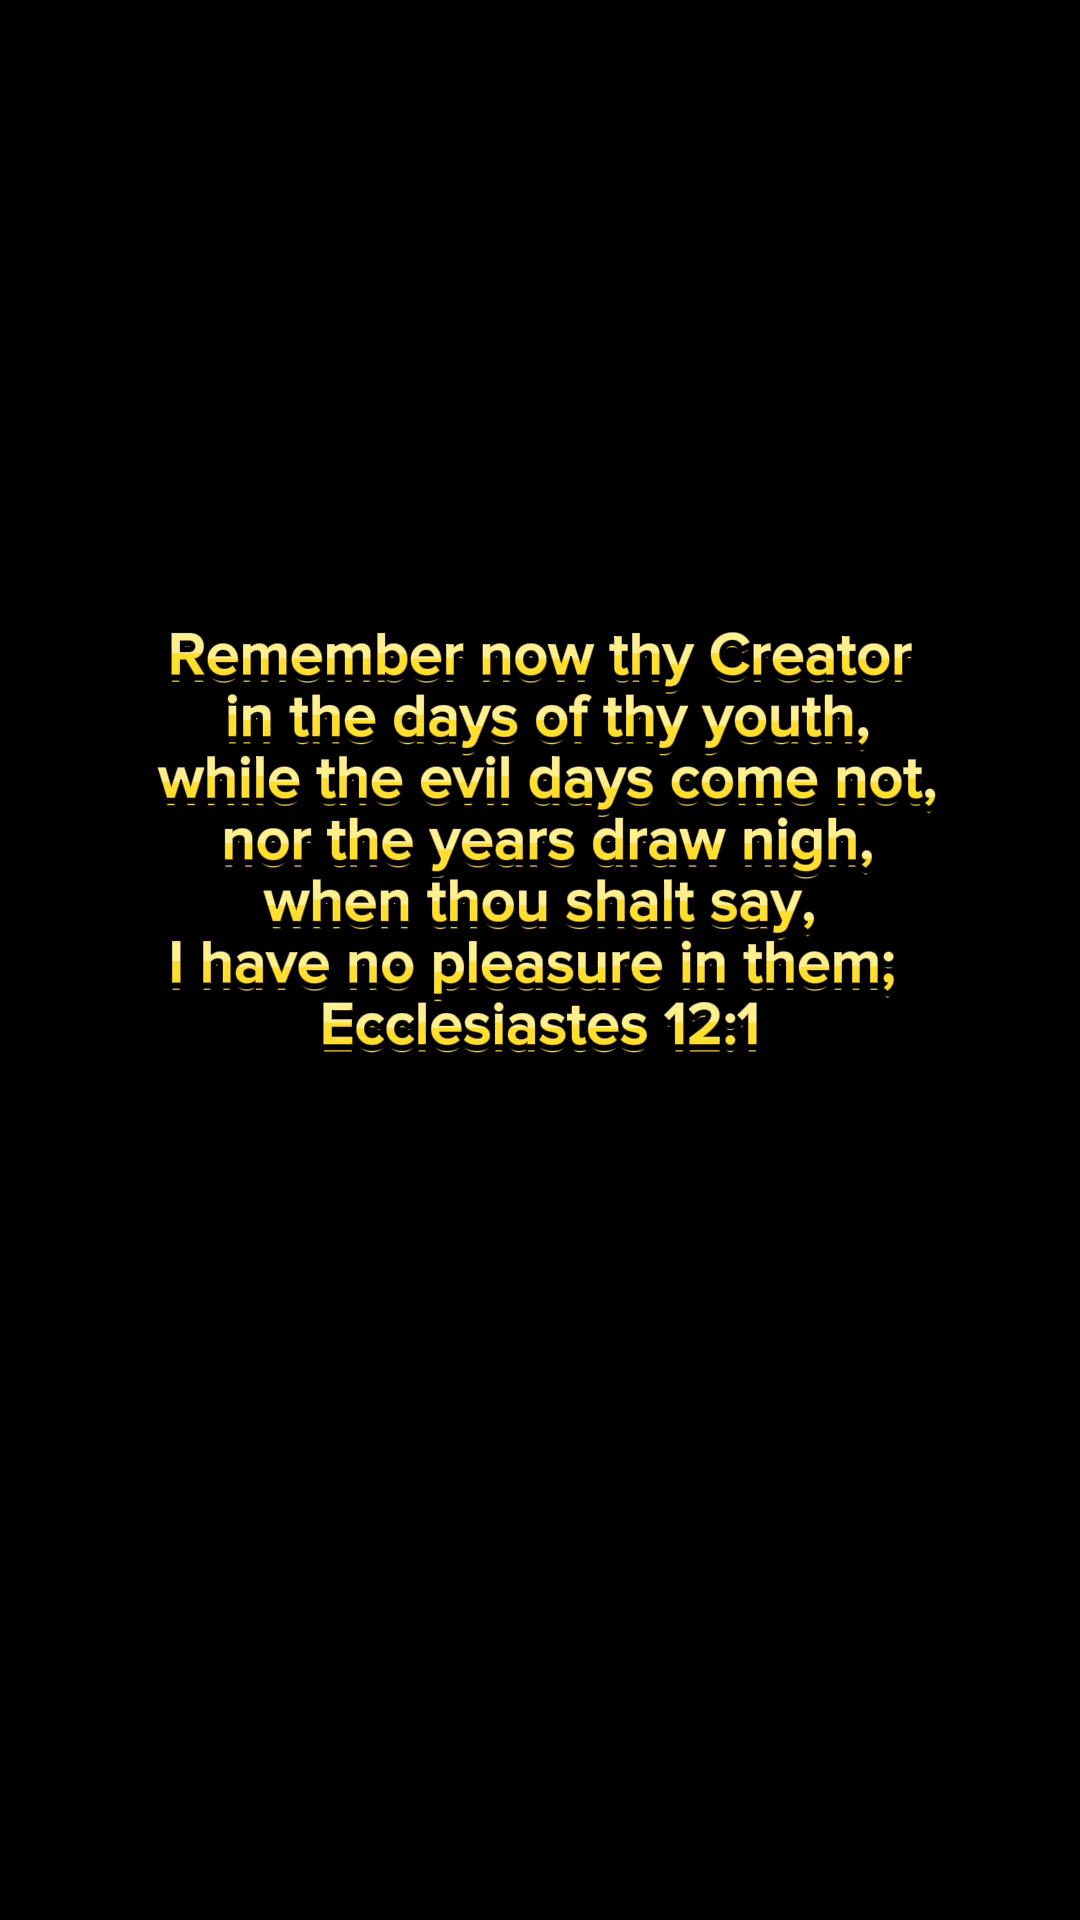 Remember now thy Creator
in the days of thy youth,
while the evil days come not,
nor the years draw nigh,
when thou shalt say,
I have no pleasure in them;
Ecclesiastes 12:1